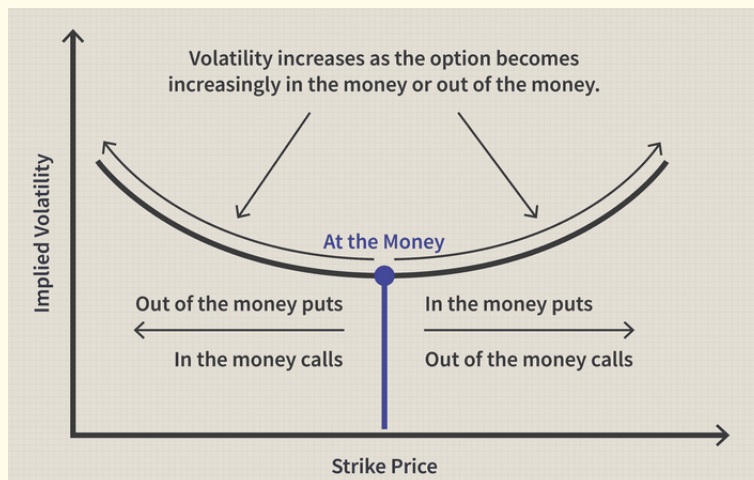 Volatility increases as the option becomes
increasingly in the money or out of the money.
Implied Volatility
At the Money
Out of the money puts
In the money puts
In the money calls
Out of the money calls
Strike Price